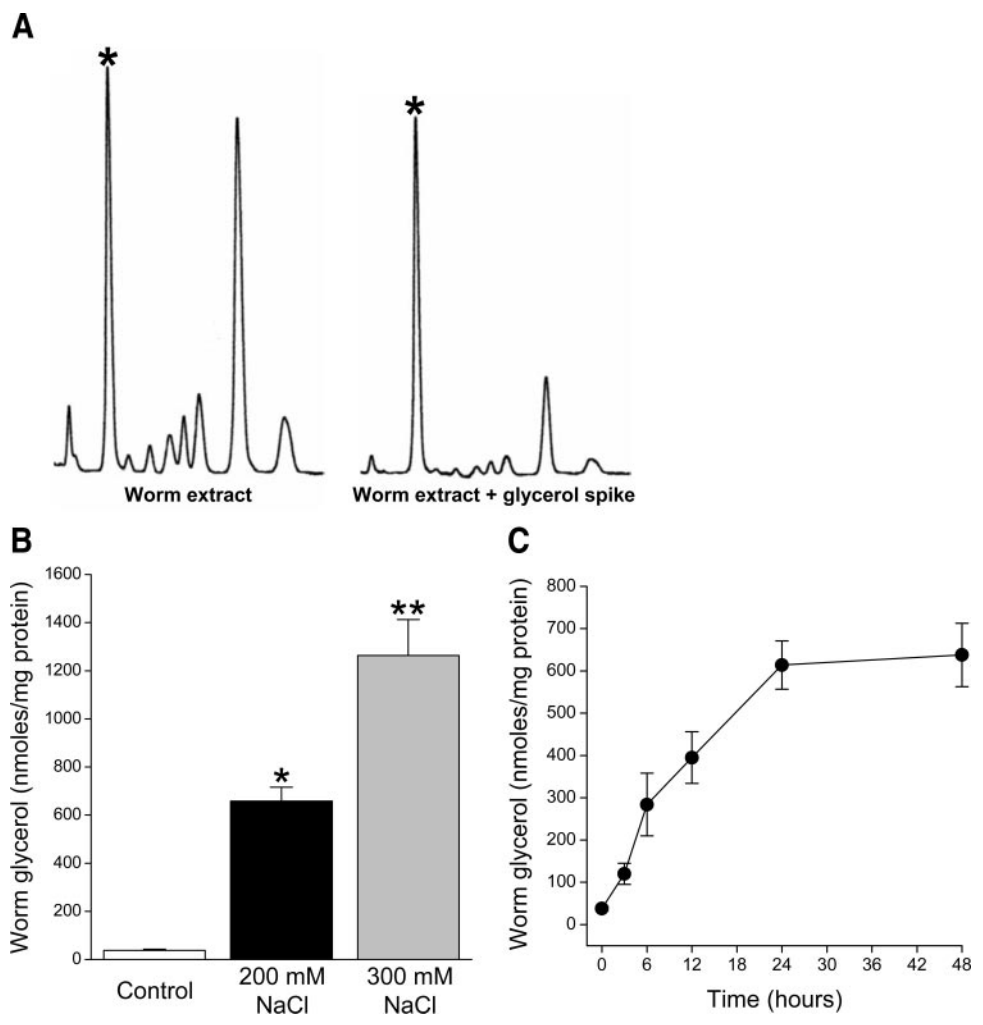 A
*
*
Worm extract
Worm extract + glycerol spike
B
Worm glycerol (nmoles/mg protein)
1600
1400
1200
1000
800
600
400
200
0
*
**
Control
200 mM
NaCl
300 mM
NaCl
C
Worm glycerol (nmoles/mg protein)
800
700
600
500
400
300
200
100
0
0 6 12 18 24 30 36 42 48
Time (hours)